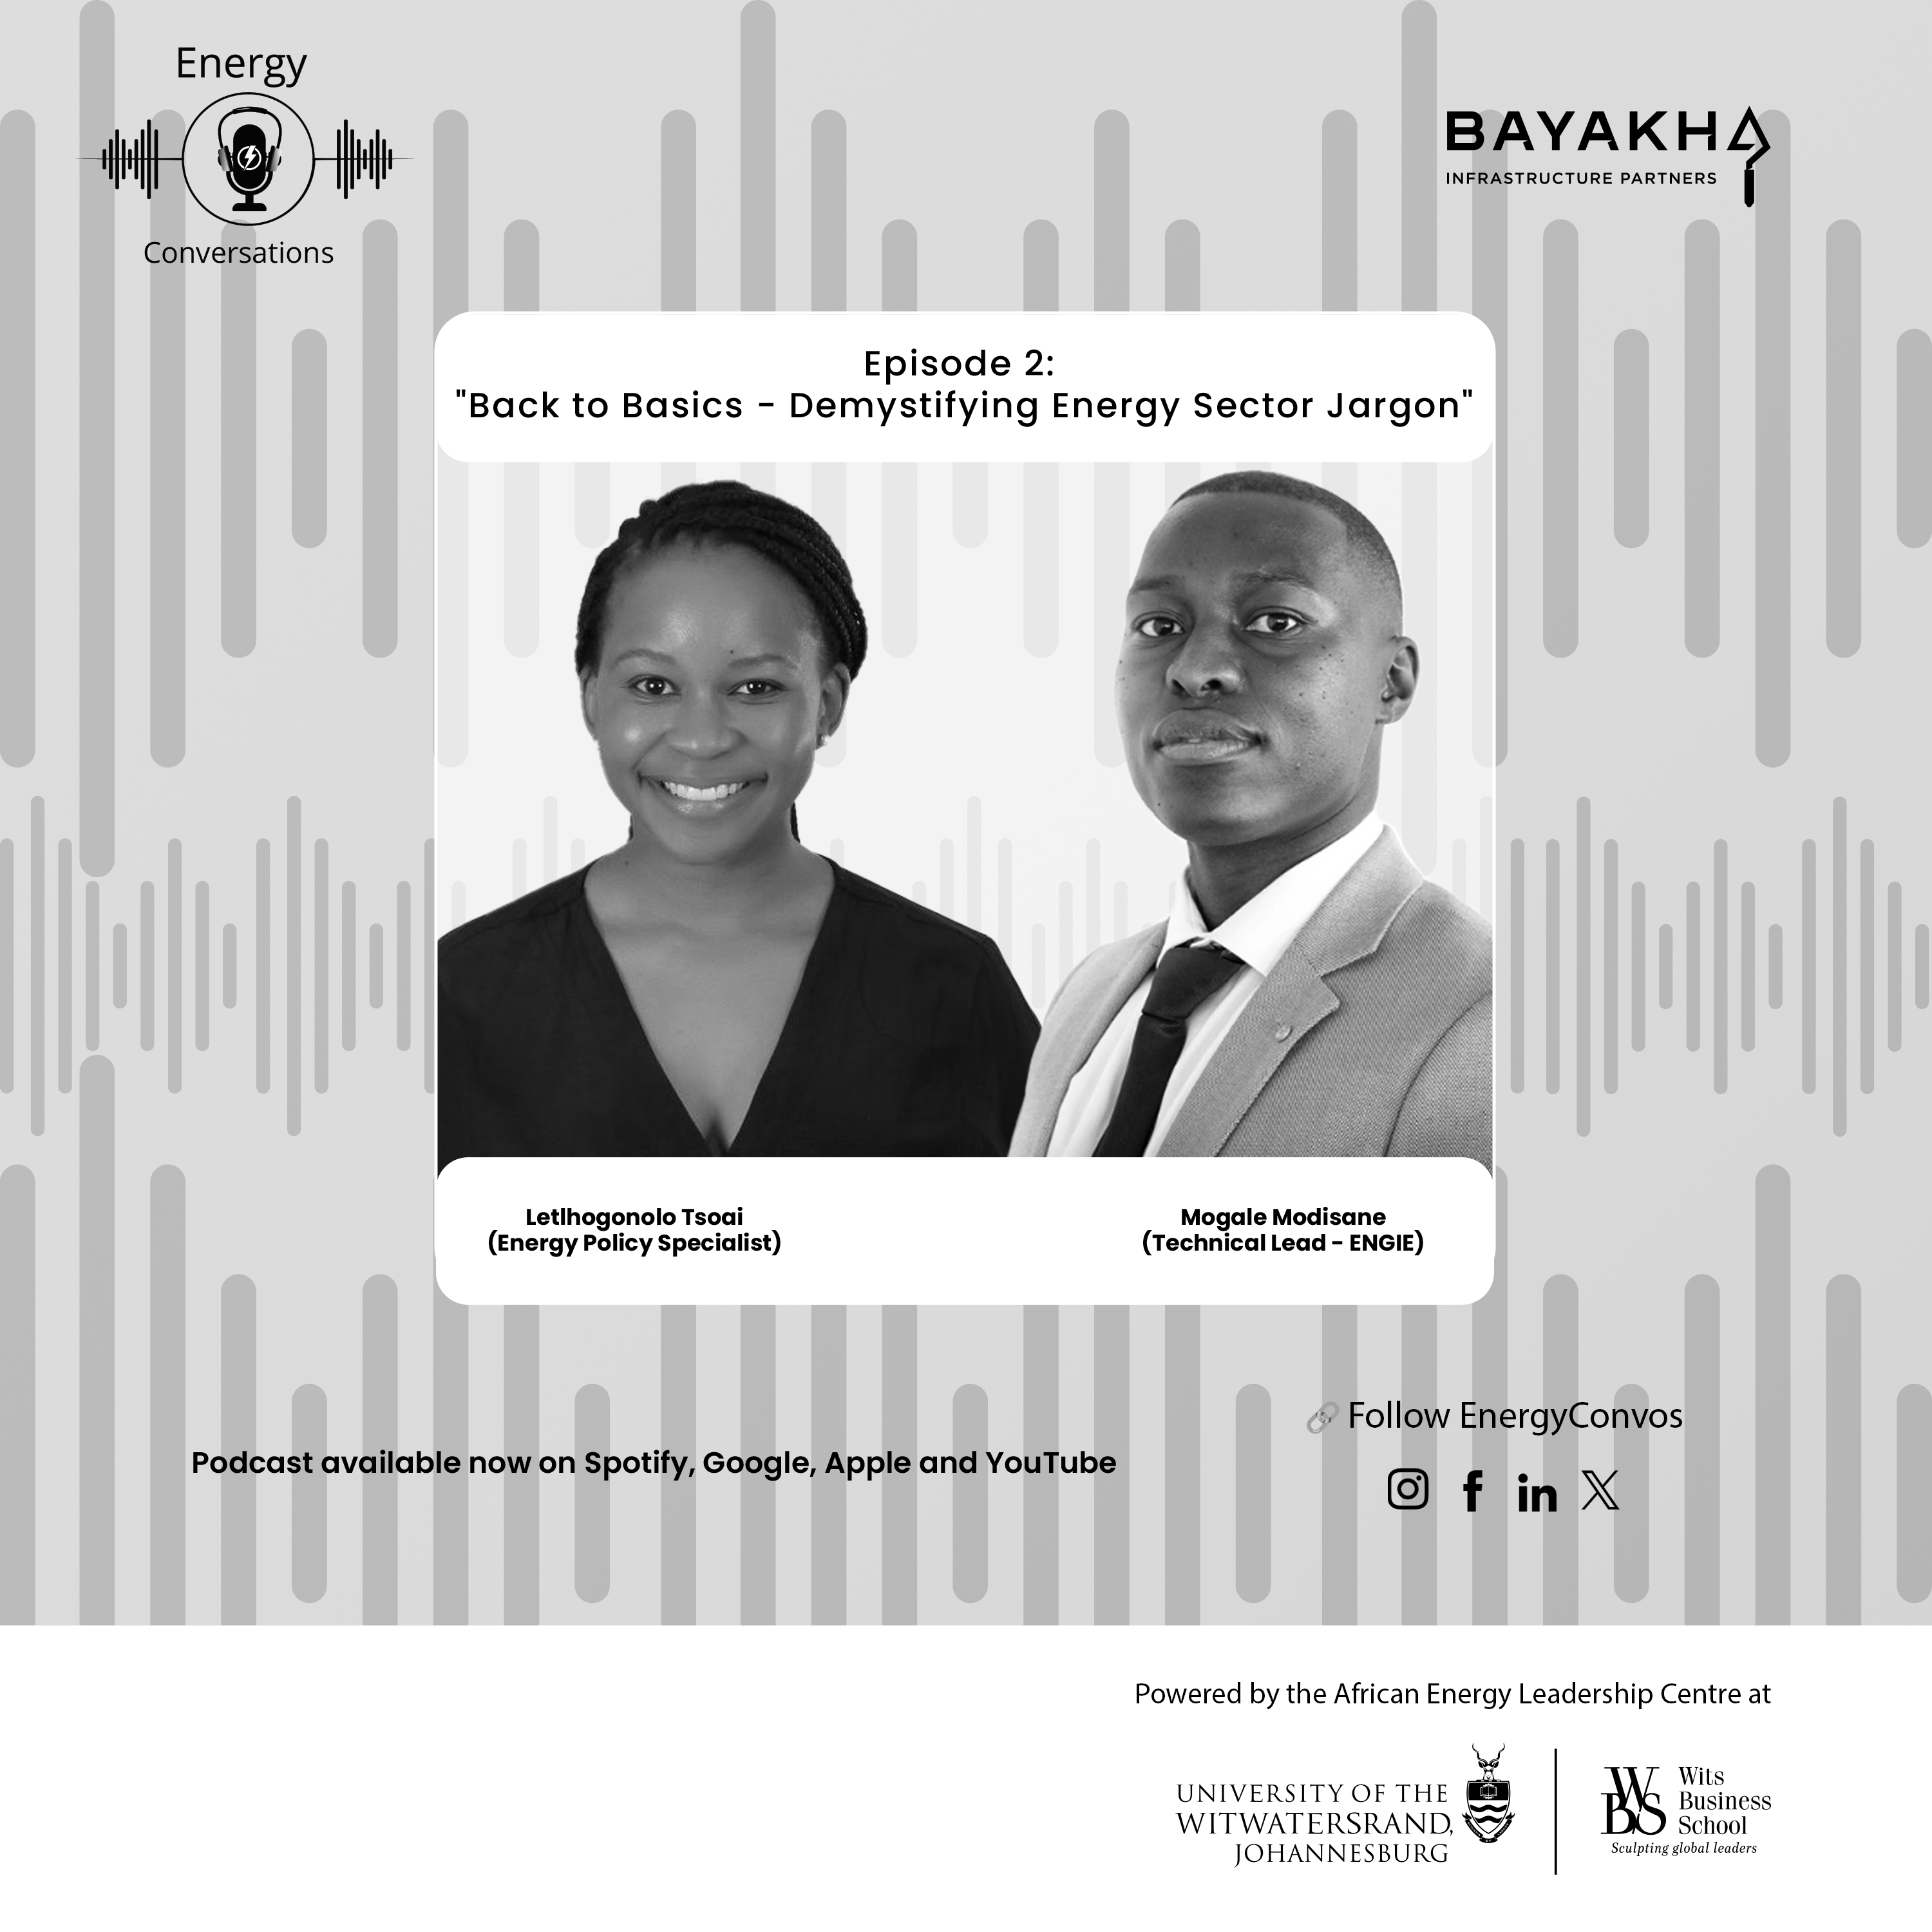 Energy
Conversations
BAYAKHA
INFRASTRUCTURE PARTNERS
Episode 2:
"Back to Basics - Demystifying Energy Sector Jargon"
Letlhogonolo Tsoai
(Energy Policy Specialist)
Mogale Modisane
(Technical Lead - ENGIE)
Follow EnergyConvos
Podcast available now on Spotify, Google, Apple and YouTube
Powered by the African Energy Leadership Centre at
UNIVERSITY OF THE
WITWATERSRAND,
JOHANNESBURG
WBS
Wits
Business
School
Sculpting global leaders